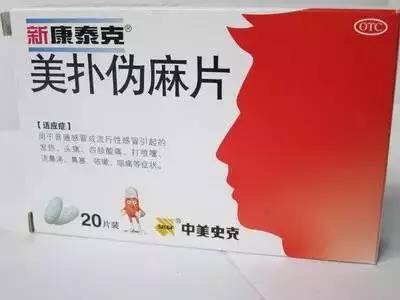 新康泰克®
OTC
美扑伪麻片
【适应症】
用于普通感冒或流行性感冒引起的
发热、头痛、四肢酸痛、打喷嚏、
流鼻涕、鼻塞、咳嗽、咽痛等症状。
20片装
中美史克